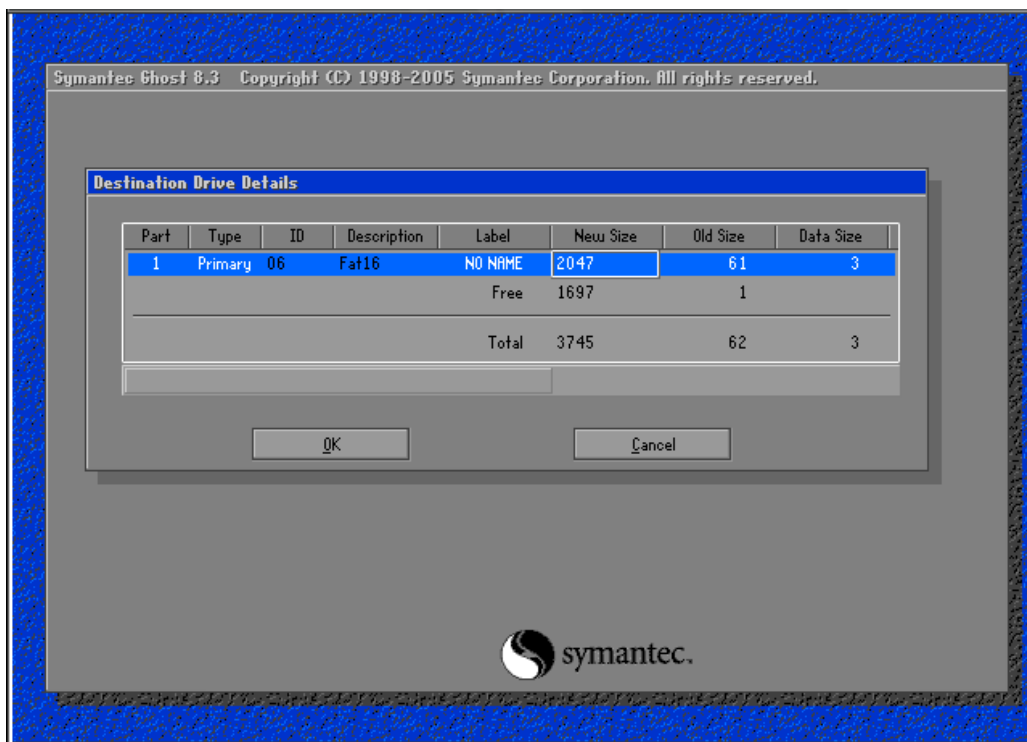 Symantec Ghost 8.3 Copyright (C) 1998-2005 Symantec Corporation. All rights reserved.
Destination Drive Details
Part Type ID Description Label New Size Old Size Data Size
1 Primary 06 Fat16 NO NAME 2047 61 3
Free 1697 1
Total 3745 62 3
OK Cancel
symantec.